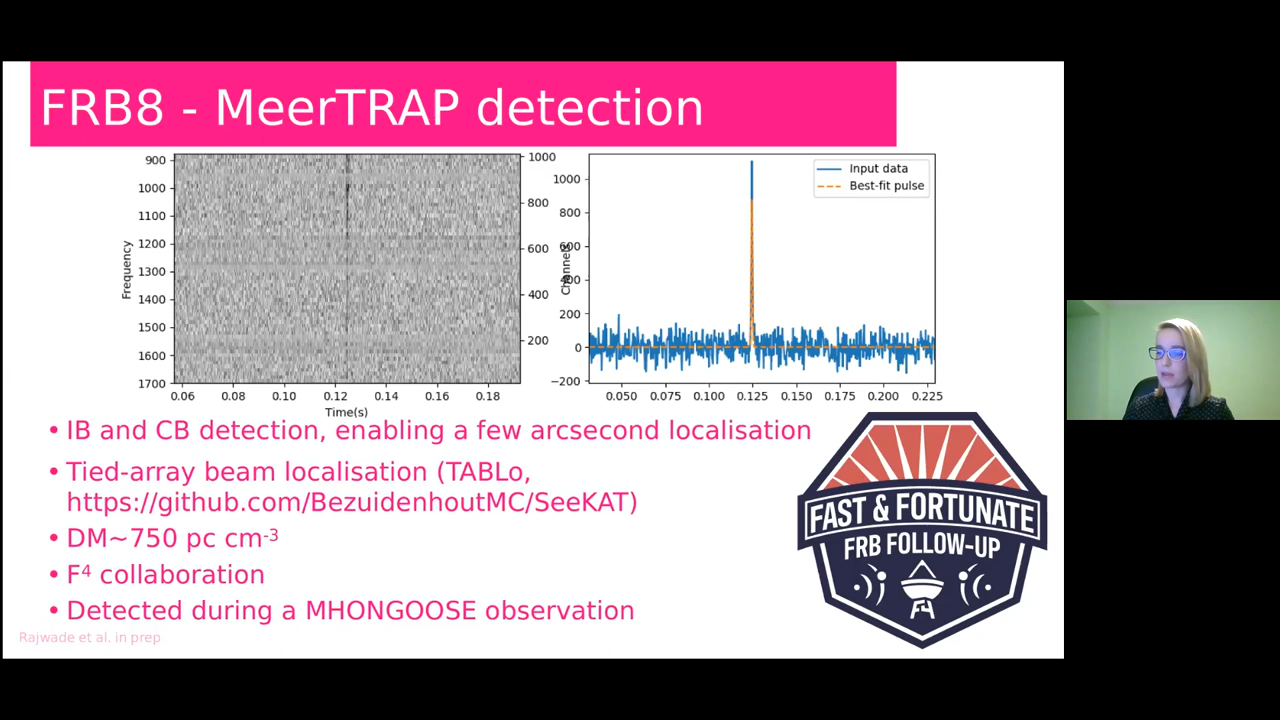 FRB8 - MeerTRAP detection
900
1000
1100
1200
1300
1400
1500
1600
1700
Frequency
0.06
0.08
0.10
0.12
0.14
0.16
0.18
Time(s)
1000
800
600
400
200
Channels
1000
800
600
400
200
0
−200
0.050
0.075
0.100
0.125
0.150
0.175
0.200
0.225
Input data
Best-fit pulse
• IB and CB detection, enabling a few arcsecond localisation
• Tied-array beam localisation (TABLo,
https://github.com/BezuidenhoutMC/SeeKAT)
• DM~750 pc cm⁻³
• F⁴ collaboration
• Detected during a MHONGOOSE observation
Rajwade et al. in prep
FAST & FORTUNATE
FRB FOLLOW-UP
F4